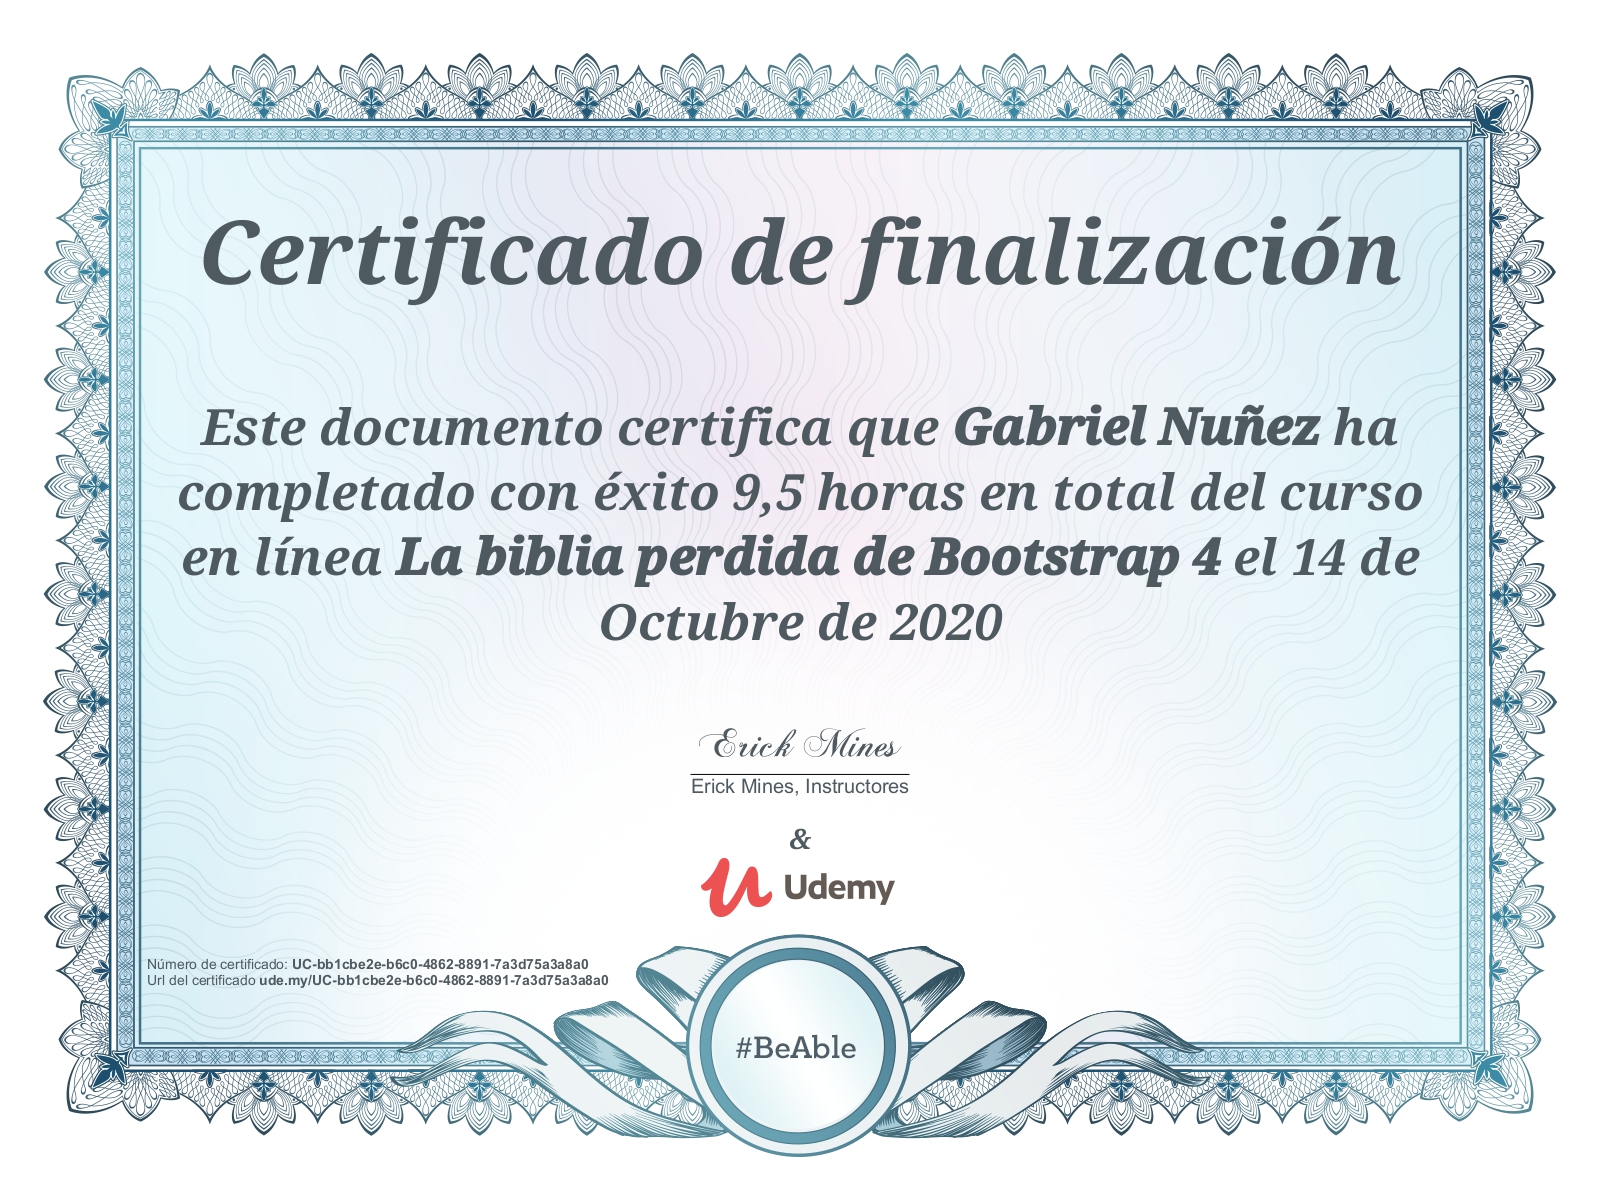 Certificado de finalización
Este documento certifica que Gabriel Nuñez ha
completado con éxito 9,5 horas en total del curso
en línea La biblia perdida de Bootstrap 4 el 14 de
Octubre de 2020
Erick Mines
Erick Mines, Instructores
&
Udemy
Número de certificado: UC-bb1cbe2e-b6c0-4862-8891-7a3d75a3a8a0
Url del certificado ude.my/UC-bb1cbe2e-b6c0-4862-8891-7a3d75a3a8a0
#BeAble